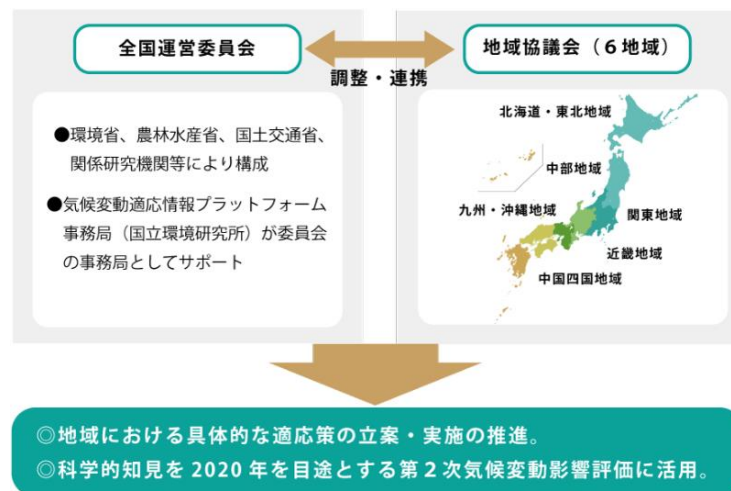 全国運営委員会
調整・連携
地域協議会（6地域）
●環境省、農林水産省、国土交通省、
関係研究機関等により構成
●気候変動適応情報プラットフォーム
事務局（国立環境研究所）が委員会
の事務局としてサポート
北海道・東北地域
中部地域
九州・沖縄地域
関東地域
近畿地域
中国四国地域
◎地域における具体的な適応策の立案・実施の推進。
◎科学的知見を2020年を目途とする第２次気候変動影響評価に活用。